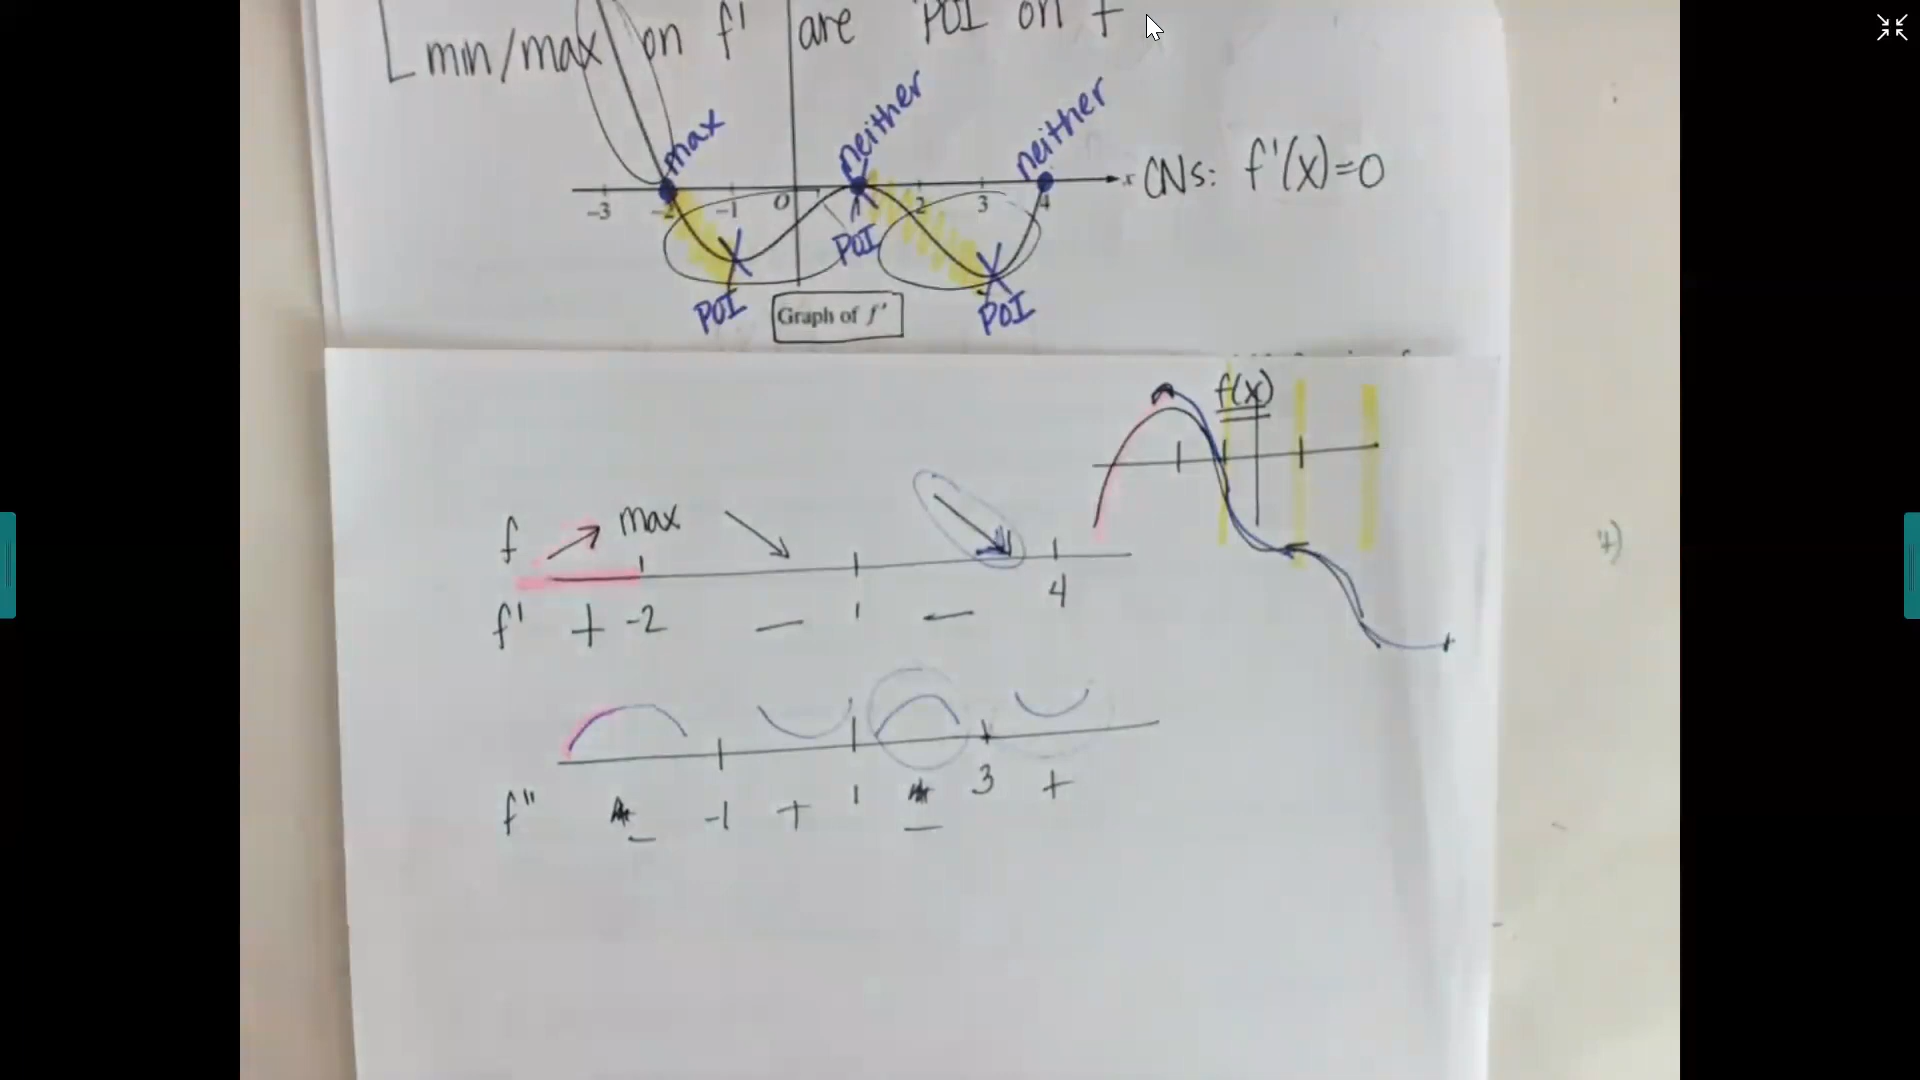 min/max on f' are POI on f
max neither neither
CNs: f'(x)=0
-3 -2 -1 O 2 3 4 x
POI
POI POI
Graph of f'
f(x)
f max
4
f' + -2 — 1 —
f'' — -1 + 1 — 3 +